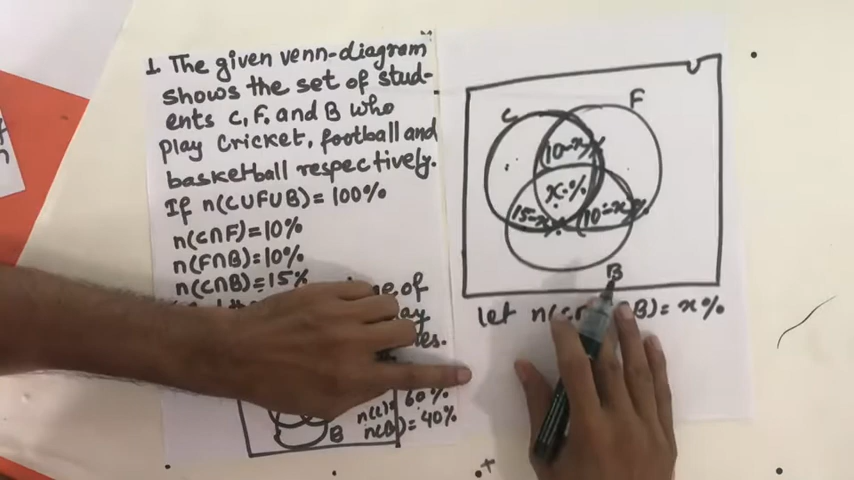 1. The given venn-diagram
shows the set of stud-
ents C, F, and B who
play Cricket, football and
basketball respectively.
If n(C∪F∪B) = 100%
n(C∩F) = 10%
n(F∩B) = 10%
n(C∩B) = 15%
of
n(C) = 60%
n(B) = 40%
B
C
F
(10-x)%
x%
15-x
%
(10-x)%
B
let B) = x%